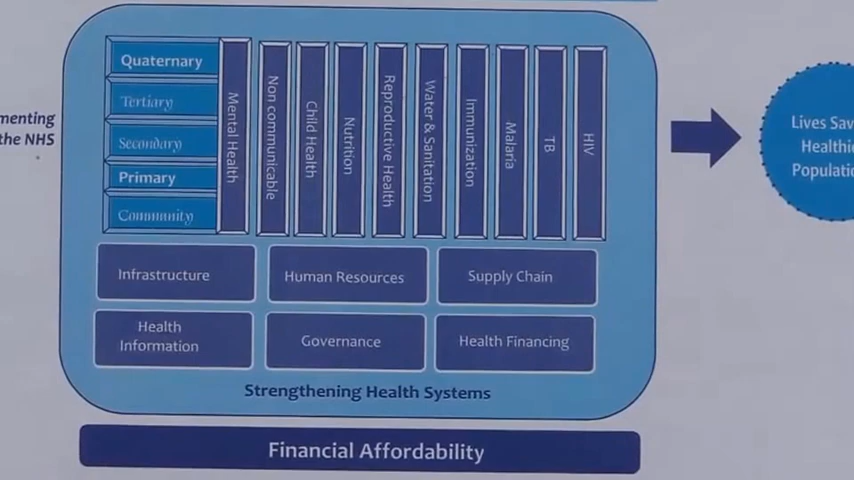 menting
the NHS
Quaternary
Tertiary
Secondary
Primary
Community
Mental Health
Non communicable
Child Health
Nutrition
Reproductive Health
Water & Sanitation
Immunization
Malaria
TB
HIV
Infrastructure
Human Resources
Supply Chain
Health
Information
Governance
Health Financing
Strengthening Health Systems
Financial Affordability
Lives Sav
Healthie
Populatio